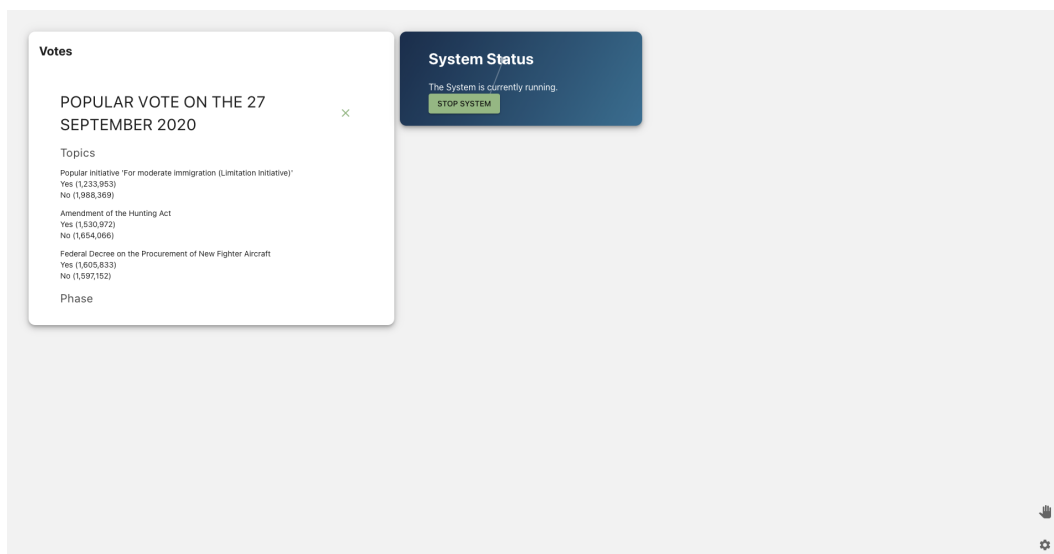 Votes
POPULAR VOTE ON THE 27
SEPTEMBER 2020
Topics
Popular initiative 'For moderate immigration (Limitation Initiative)'
Yes (1,233,953)
No (1,988,369)
Amendment of the Hunting Act
Yes (1,530,972)
No (1,654,066)
Federal Decree on the Procurement of New Fighter Aircraft
Yes (1,605,833)
No (1,597,152)
Phase
System Status
The System is currently running.
STOP SYSTEM